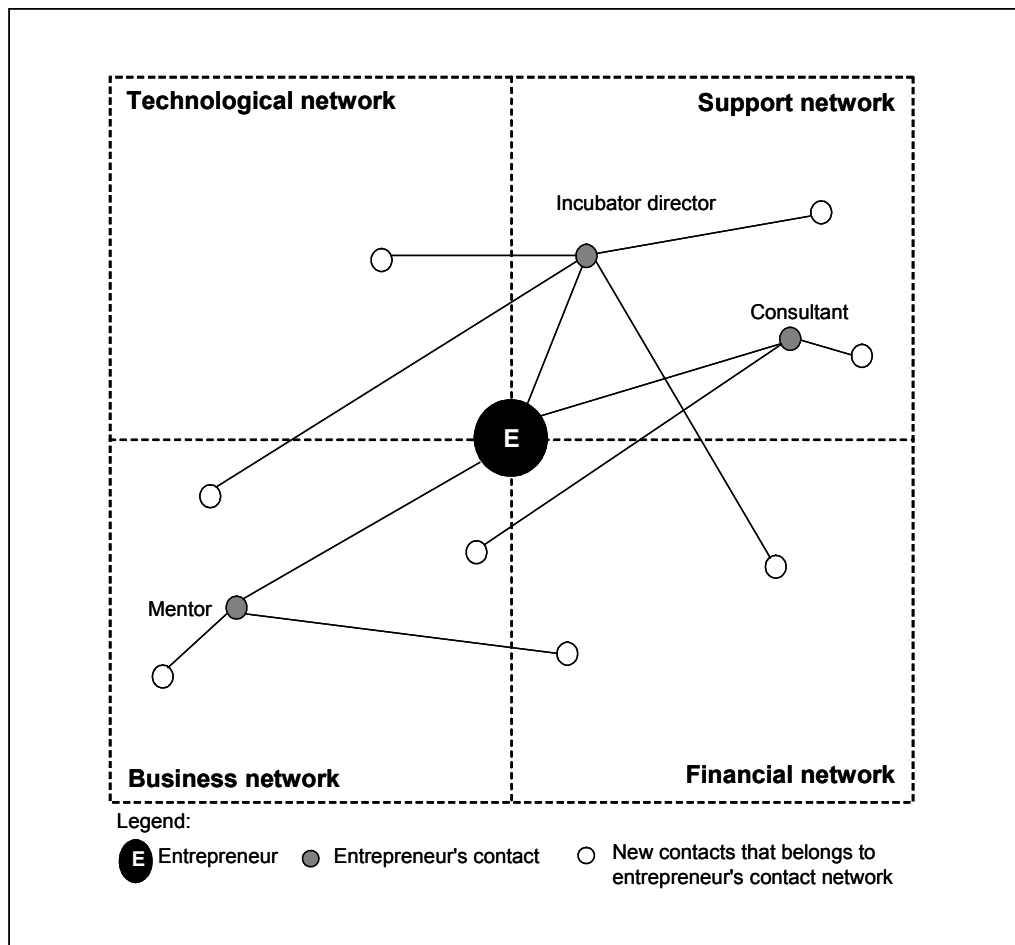 Technological network
Support network
Incubator director
Consultant
E
Mentor
Business network
Financial network
Legend:
E Entrepreneur
Entrepreneur's contact
New contacts that belongs to
entrepreneur's contact network